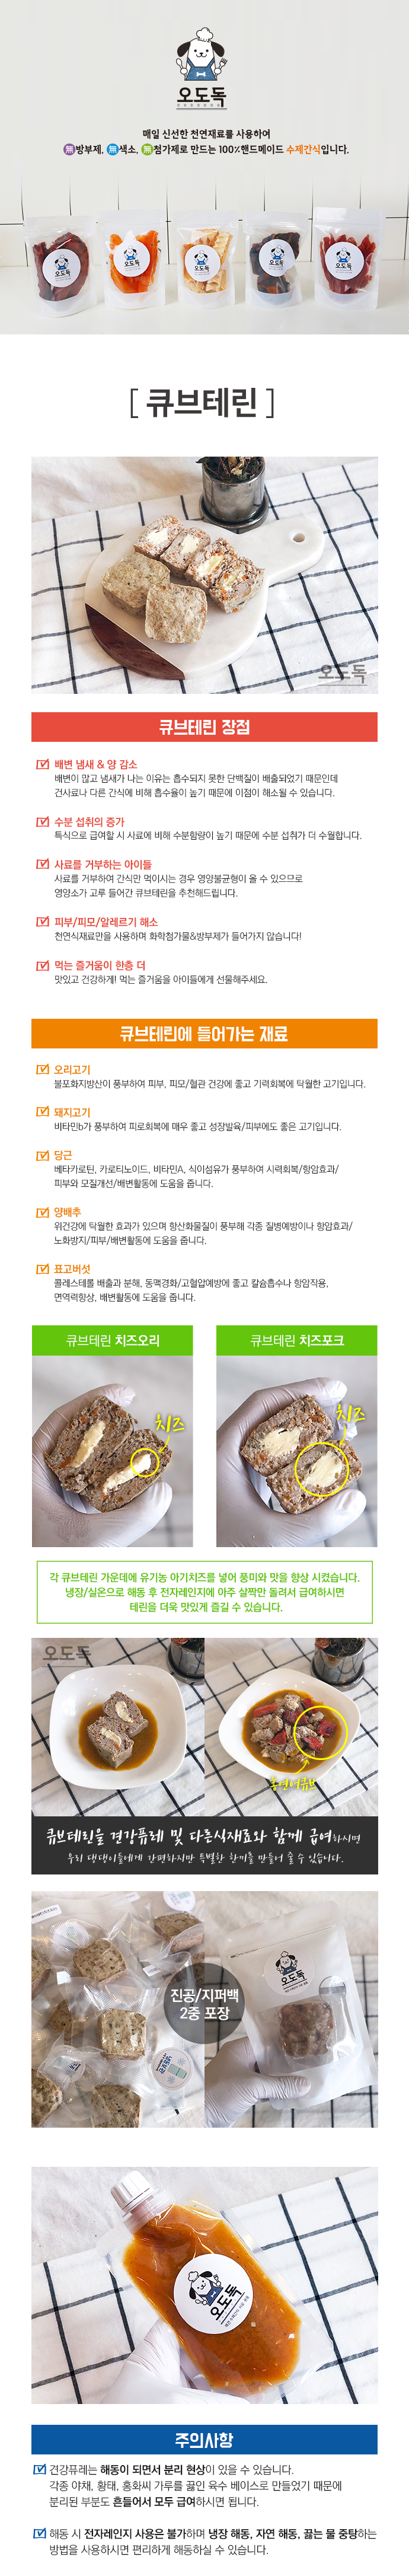 오도독
매일 신선한 천연재료를 사용하여
無방부제, 無색소, 無첨가제로 만드는 100%핸드메이드 수제간식입니다.
오도독
오도독
오도독
오도독
오도독
[ 큐브테린 ]
오도독
큐브테린 장점
배변 냄새 & 양 감소
배변이 많고 냄새가 나는 이유는 흡수되지 못한 단백질이 배출되었기 때문인데
건사료나 다른 간식에 비해 흡수율이 높기 때문에 이점이 해소될 수 있습니다.
수분 섭취의 증가
특식으로 급여할 시 사료에 비해 수분함량이 높기 때문에 수분 섭취가 더 수월합니다.
사료를 거부하는 아이들
사료를 거부하여 간식만 먹이시는 경우 영양불균형이 올 수 있으므로
영양소가 고루 들어간 큐브테린을 추천해드립니다.
피부/피모/알레르기 해소
천연식재료만을 사용하며 화학첨가물&방부제가 들어가지 않습니다!
먹는 즐거움이 한층 더
맛있고 건강하게! 먹는 즐거움을 아이들에게 선물해주세요.
큐브테린에 들어가는 재료
오리고기
불포화지방산이 풍부하여 피부, 피모/혈관 건강에 좋고 기력회복에 탁월한 고기입니다.
돼지고기
비타민b가 풍부하여 피로회복에 매우 좋고 성장발육/피부에도 좋은 고기입니다.
당근
베타카로틴, 카로티노이드, 비타민A, 식이섬유가 풍부하여 시력회복/항암효과/
피부와 모질개선/배변활동에 도움을 줍니다.
양배추
위건강에 탁월한 효과가 있으며 항산화물질이 풍부해 각종 질병예방이나 항암효과/
노화방지/피부/배변활동에 도움을 줍니다.
표고버섯
콜레스테롤 배출과 분해, 동맥경화/고혈압예방에 좋고 칼슘흡수나 항암작용,
면역력향상, 배변활동에 도움을 줍니다.
큐브테린 치즈오리
큐브테린 치즈포크
치즈
치즈
각 큐브테린 가운데에 유기농 아기치즈를 넣어 풍미와 맛을 향상 시켰습니다.
냉장/실온으로 해동 후 전자레인지에 아주 살짝만 돌려서 급여하시면
테린을 더욱 맛있게 즐길 수 있습니다.
오도독
홍연어큐브
큐브테린을 건강퓨레 및 다른식재료와 함께 급여하시면
우리 댕댕이들에게 간편하지만 특별한 한끼를 만들어 줄 수 있습니다.
진공/지퍼백
2중 포장
오도독
오도독
주의사항
건강퓨레는 해동이 되면서 분리 현상이 있을 수 있습니다.
각종 야채, 황태, 홍화씨 가루를 끓인 육수 베이스로 만들었기 때문에
분리된 부분도 흔들어서 모두 급여하시면 됩니다.
해동 시 전자레인지 사용은 불가하며 냉장 해동, 자연 해동, 끓는 물 중탕하는
방법을 사용하시면 편리하게 해동하실 수 있습니다.